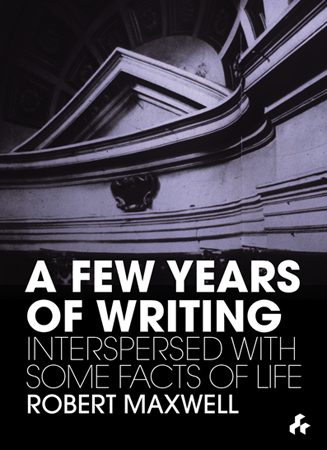 A FEW YEARS
OF WRITING
INTERSPERSED WITH
SOME FACTS OF LIFE
ROBERT MAXWELL